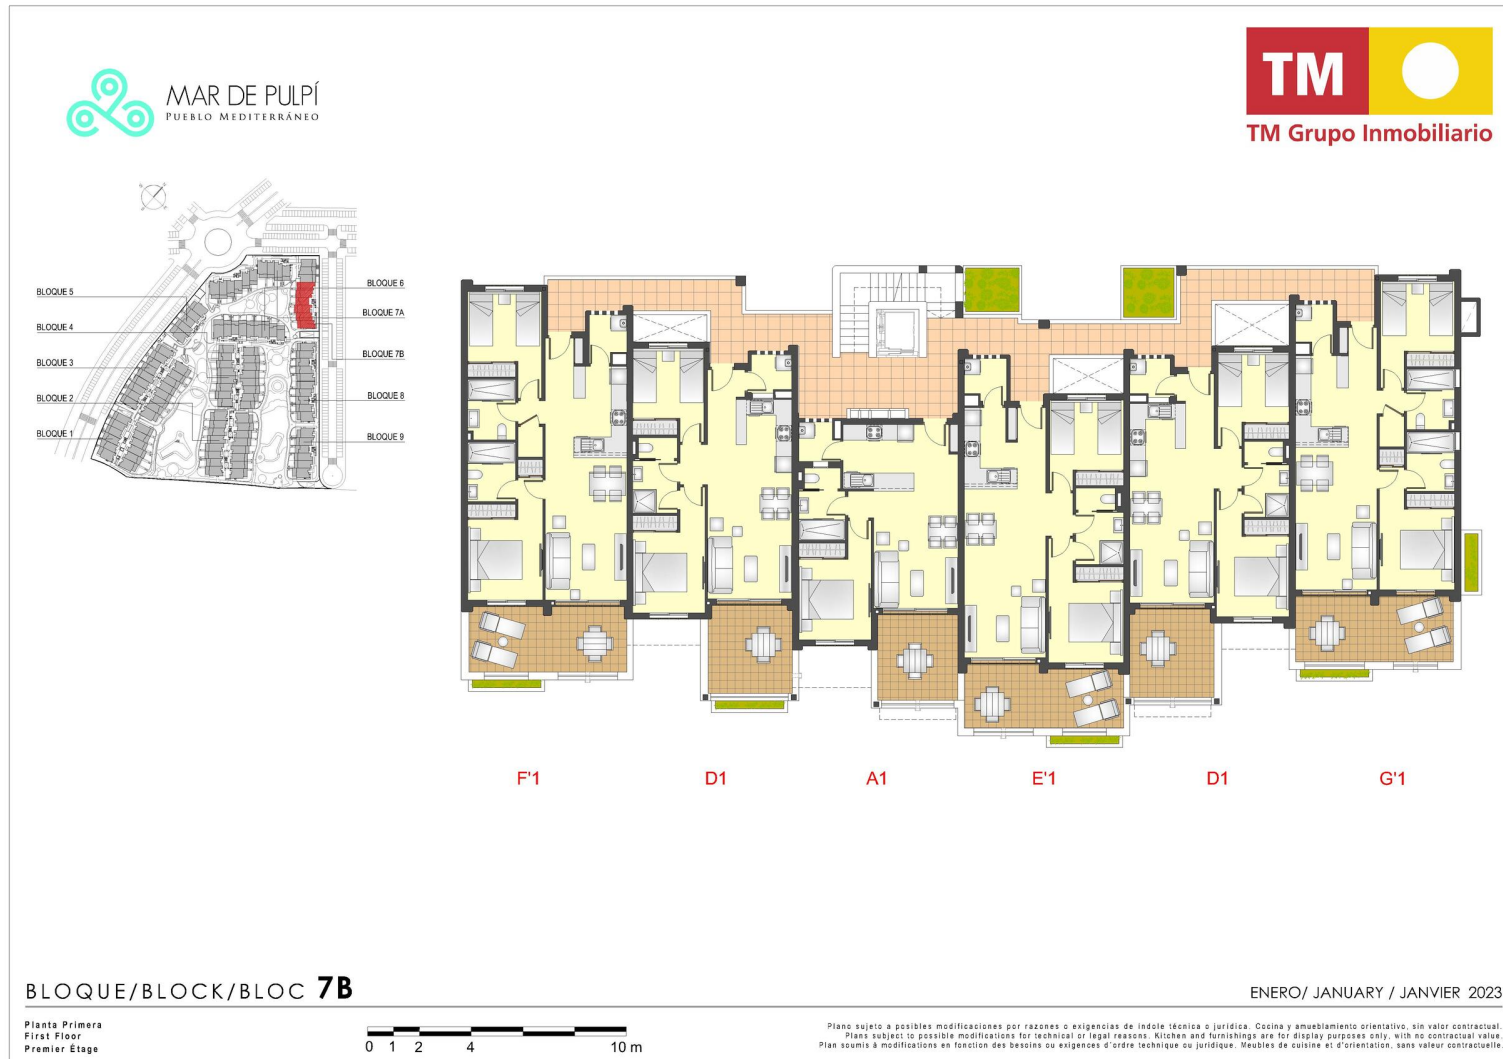 MAR DE PULPÍ
PUEBLO MEDITERRÁNEO
TM
TM Grupo Inmobiliario
BLOQUE 5
BLOQUE 4
BLOQUE 3
BLOQUE 2
BLOQUE 1
BLOQUE 6
BLOQUE 7A
BLOQUE 7B
BLOQUE 8
BLOQUE 9
F'1
D1
A1
E'1
D1
G'1
BLOQUE/BLOCK/BLOC 7B
ENERO/ JANUARY / JANVIER 2023
Planta Primera
First Floor
Premier Étage
0 1 2 4 10 m
Plano sujeto a posibles modificaciones por razones o exigencias de índole técnica o jurídica. Cocina y amueblamiento orientativo, sin valor contractual.
Plans subject to possible modifications for technical or legal reasons. Kitchen and furnishings are for display purposes only, with no contractual value.
Plan soumis à modifications en fonction des besoins ou exigences d'ordre technique ou juridique. Meubles de cuisine et d'orientation, sans valeur contractuelle.